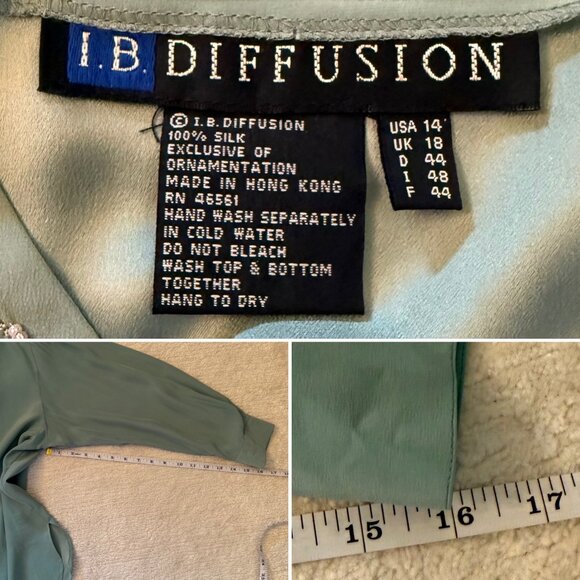 I.B. DIFFUSION
© I.B.DIFFUSION
100% SILK
EXCLUSIVE OF
ORNAMENTATION
MADE IN HONG KONG
RN 46561
HAND WASH SEPARATELY
IN COLD WATER
DO NOT BLEACH
WASH TOP & BOTTOM
TOGETHER
HANG TO DRY
USA 14
UK 18
D 44
I 48
F 44
15 16 17